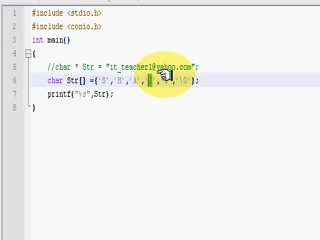 1 #include <stdio.h>
2 #include <conio.h>
3 int main()
4 {
5 //char * Str = "it_teacher1@yahoo.com";
6 char Str[] ={'S','H','A',
7 printf("%s",Str);
8 }